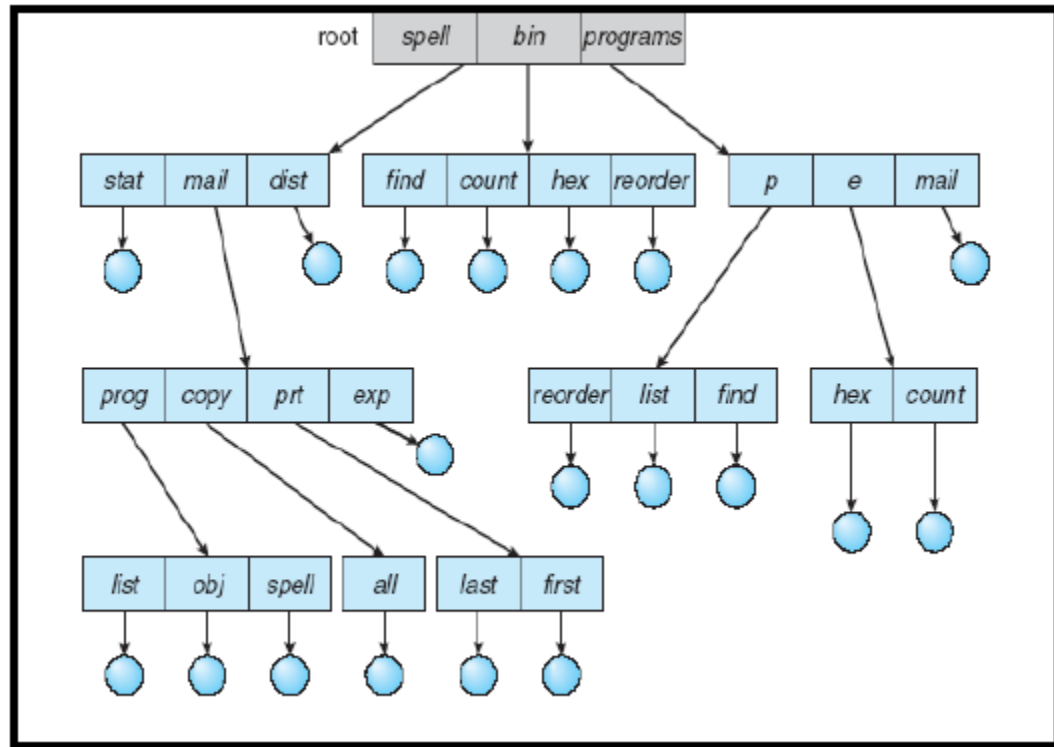 root spell bin programs
stat mail dist find count hex reorder p e mail
prog copy prt exp reorder list find hex count
list obj spell all last first